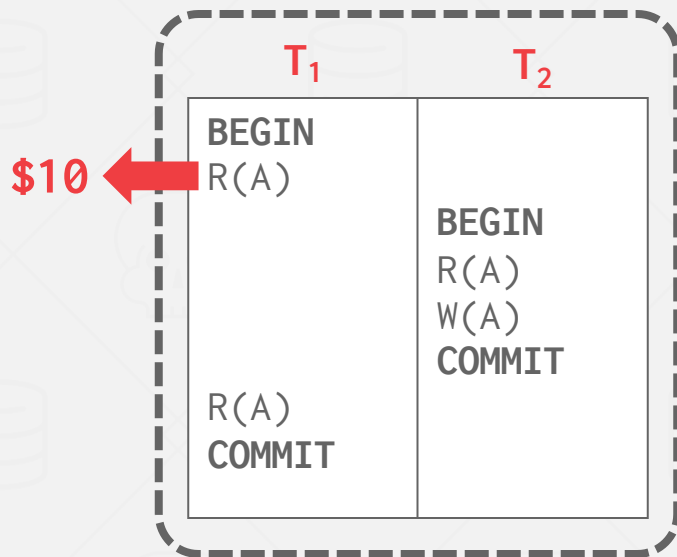 T₁ T₂
BEGIN
$10 R(A)
BEGIN
R(A)
W(A)
COMMIT
R(A)
COMMIT